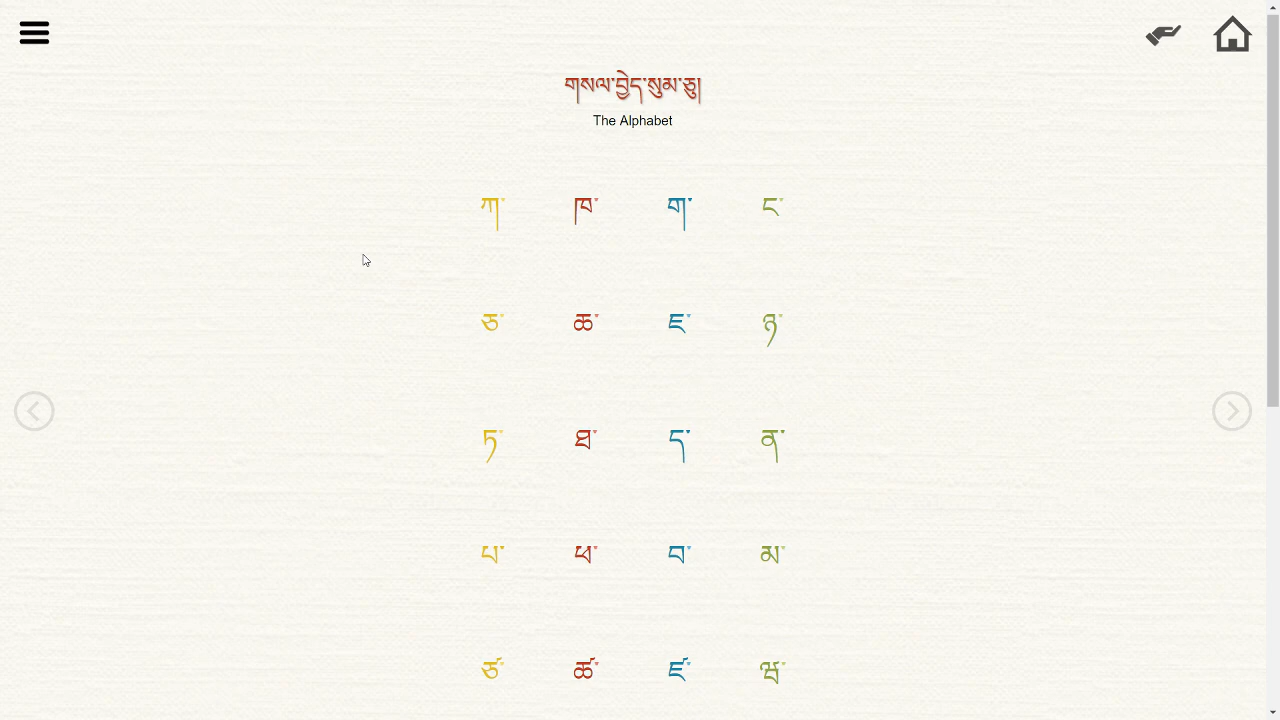 གསལ་བྱེད་སུམ་ཅུ།
The Alphabet
ཀ་ ཁ་ ག་ ང་
ཅ་ ཆ་ ཇ་ ཉ་
ཏ་ ཐ་ ད་ ན་
པ་ ཕ་ བ་ མ་
ཙ་ ཚ་ ཛ་ ཝ་